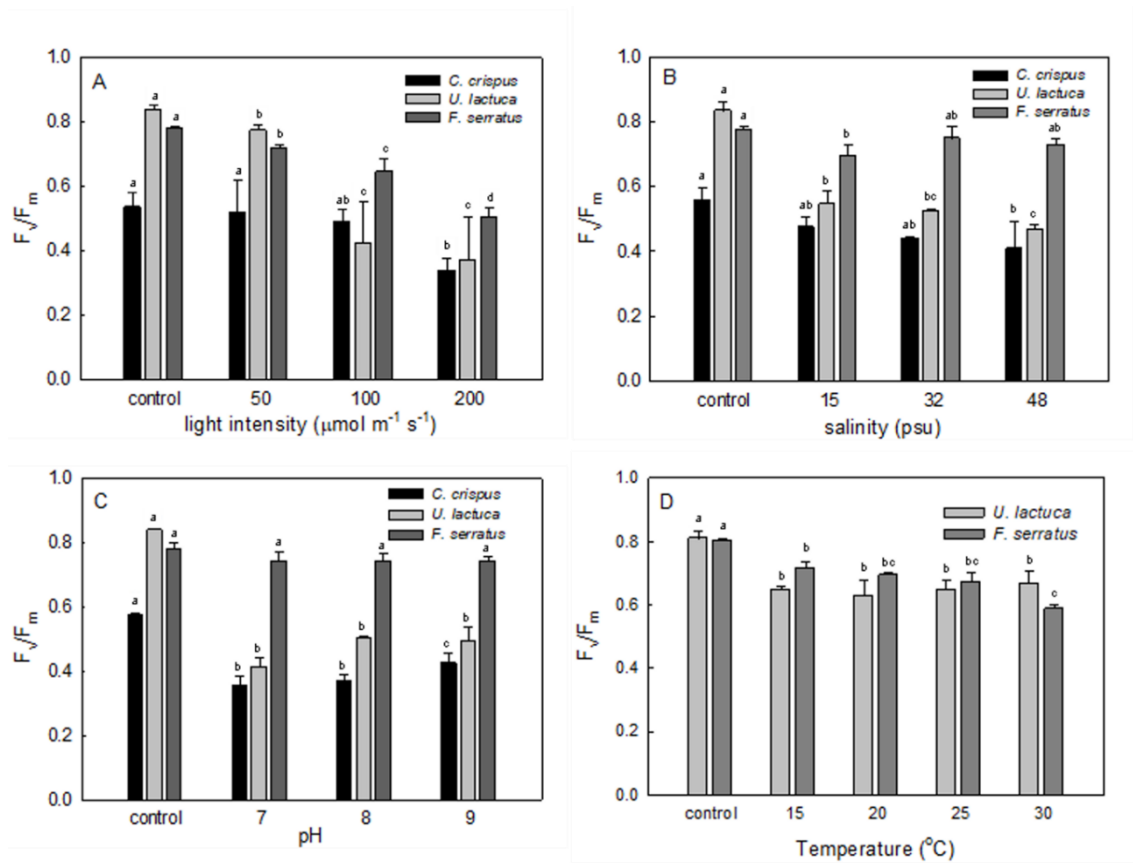 A
C. crispus
U. lactuca
F. serratus
1.0
0.8
0.6
0.4
0.2
0.0
Fv/Fm
a
a
a
a
b
b
ab
c
c
b
c
d
control 50 100 200
light intensity (μmol m⁻¹ s⁻¹)
B
C. crispus
U. lactuca
F. serratus
1.0
0.8
0.6
0.4
0.2
0.0
Fv/Fm
a
a
a
ab
b
b
ab
bc
ab
b
c
ab
control 15 32 48
salinity (psu)
C
C. crispus
U. lactuca
F. serratus
1.0
0.8
0.6
0.4
0.2
0.0
Fv/Fm
a
a
a
b
b
a
b
b
a
c
b
a
control 7 8 9
pH
D
U. lactuca
F. serratus
1.0
0.8
0.6
0.4
0.2
0.0
Fv/Fm
a
a
b
b
b
bc
b
bc
b
c
control 15 20 25 30
Temperature (°C)